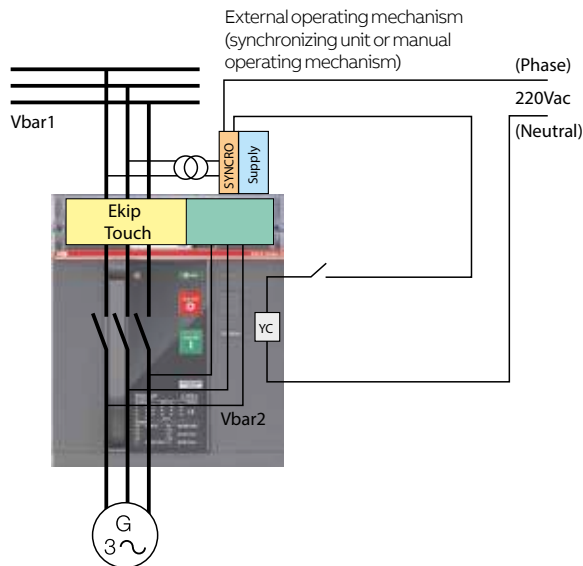 External operating mechanism
(synchronizing unit or manual
operating mechanism)
(Phase)
220Vac
(Neutral)
Vbar1
SYNCRO
Supply
Ekip
Touch
YC
Vbar2
G
3~